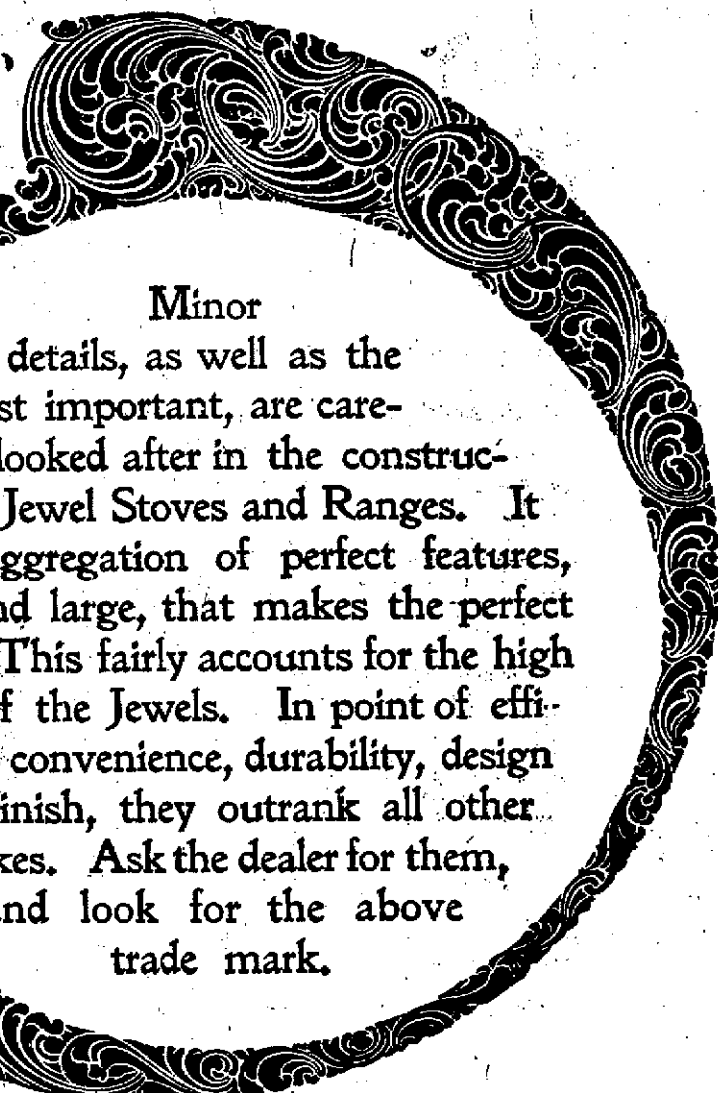 Minor
details, as well as the
st important, are care-
looked after in the construc-
Jewel Stoves and Ranges. It
ggregation of perfect features,
nd large, that makes the perfect
This fairly accounts for the high
f the Jewels. In point of effi-
convenience, durability, design
inish, they outrank all other
kes. Ask the dealer for them,
nd look for the above
trade mark.